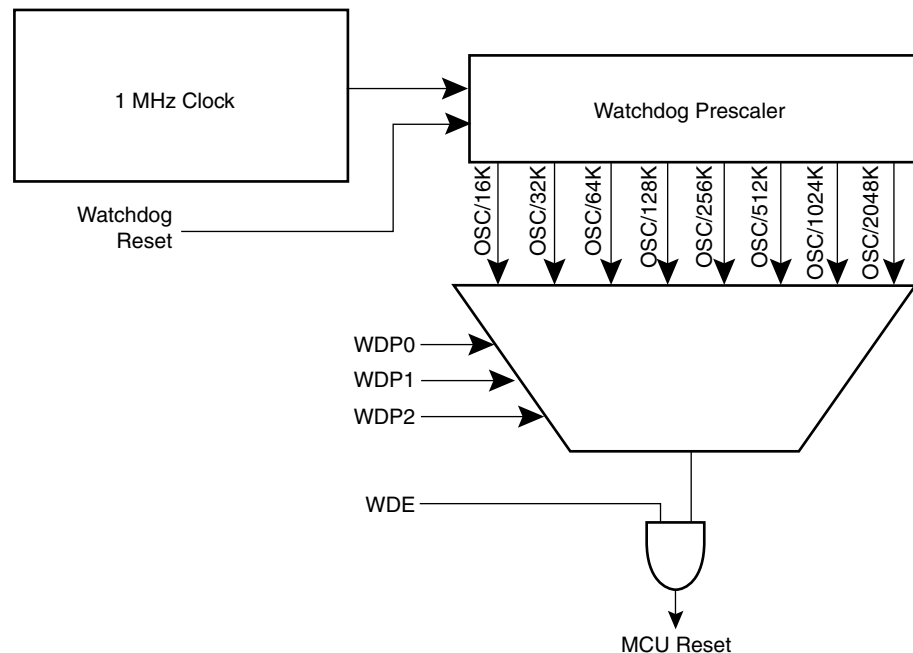 1 MHz Clock
Watchdog Prescaler
Watchdog
Reset
OSC/16K
OSC/32K
OSC/64K
OSC/128K
OSC/256K
OSC/512K
OSC/1024K
OSC/2048K
WDP0
WDP1
WDP2
WDE
MCU Reset